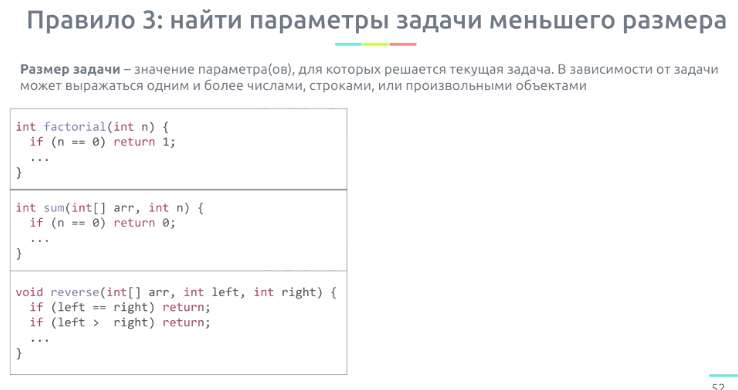 Правило 3: найти параметры задачи меньшего размера
Размер задачи – значение параметра(ов), для которых решается текущая задача. В зависимости от задачи
может выражаться одним и более числами, строками, или произвольными объектами
int factorial(int n) {
  if (n == 0) return 1;
  ...
}
int sum(int[] arr, int n) {
  if (n == 0) return 0;
  ...
}
void reverse(int[] arr, int left, int right) {
  if (left == right) return;
  if (left >  right) return;
  ...
}
52